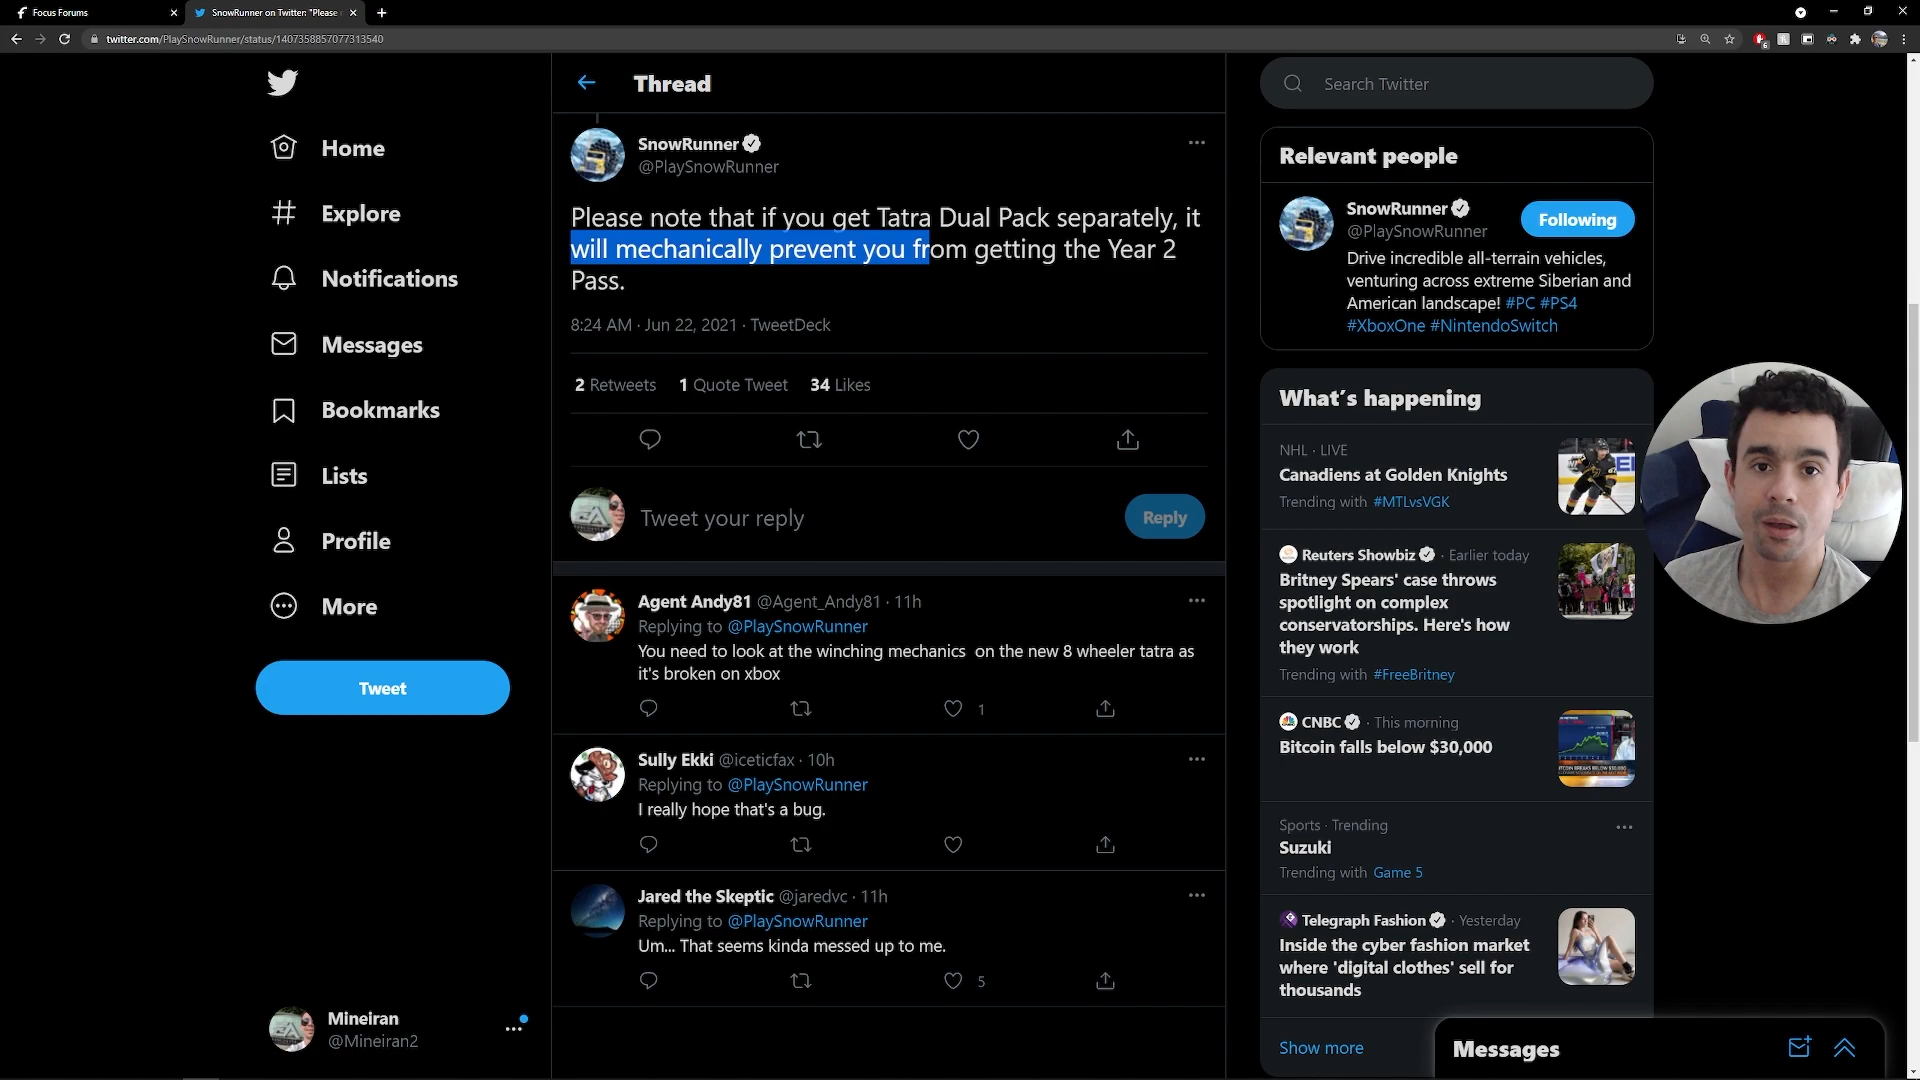 Focus Forums
SnowRunner on Twitter: "Please
twitter.com/PlaySnowRunner/status/1407358857077313540
Home
Explore
Notifications
Messages
Bookmarks
Lists
Profile
More
Tweet
Mineiran
@Mineiran2
Thread
SnowRunner
@PlaySnowRunner
Please note that if you get Tatra Dual Pack separately, it
will mechanically prevent you from getting the Year 2
Pass.
8:24 AM · Jun 22, 2021 · TweetDeck
2 Retweets 1 Quote Tweet 34 Likes
Tweet your reply
Reply
Agent Andy81 @Agent_Andy81 · 11h
Replying to @PlaySnowRunner
You need to look at the winching mechanics on the new 8 wheeler tatra as
it's broken on xbox
1
Sully Ekki @iceticfax · 10h
Replying to @PlaySnowRunner
I really hope that's a bug.
Jared the Skeptic @jaredvc · 11h
Replying to @PlaySnowRunner
Um... That seems kinda messed up to me.
5
Search Twitter
Relevant people
SnowRunner
@PlaySnowRunner
Following
Drive incredible all-terrain vehicles,
venturing across extreme Siberian and
American landscape! #PC #PS4
#XboxOne #NintendoSwitch
What's happening
NHL · LIVE
Canadiens at Golden Knights
Trending with #MTLvsVGK
Reuters Showbiz · Earlier today
Britney Spears' case throws
spotlight on complex
conservatorships. Here's how
they work
Trending with #FreeBritney
CNBC · This morning
Bitcoin falls below $30,000
Sports · Trending
Suzuki
Trending with Game 5
Telegraph Fashion · Yesterday
Inside the cyber fashion market
where 'digital clothes' sell for
thousands
Show more
Messages